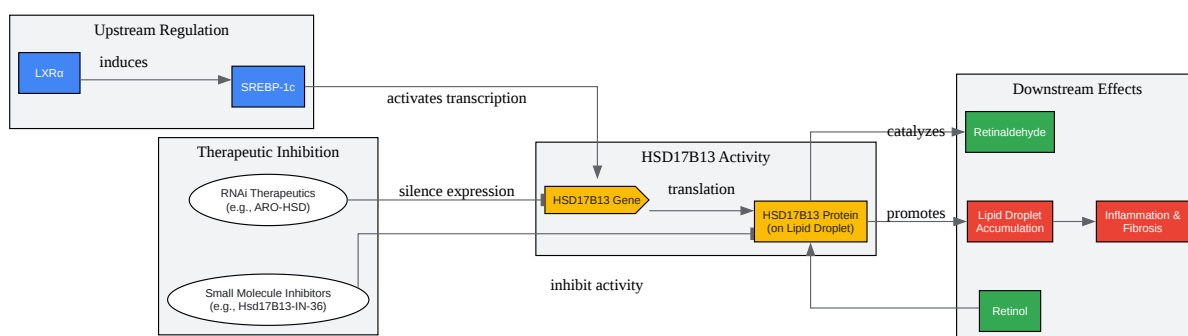 Upstream Regulation
LXRα
induces
SREBP-1c
activates transcription
Therapeutic Inhibition
RNAi Therapeutics
(e.g., ARO-HSD)
silence expression
Small Molecule Inhibitors
(e.g., Hsd17B13-IN-36)
inhibit activity
HSD17B13 Activity
HSD17B13 Gene
translation
HSD17B13 Protein
(on Lipid Droplet)
catalyzes
promotes
Downstream Effects
Retinaldehyde
Lipid Droplet
Accumulation
Inflammation &
Fibrosis
Retinol